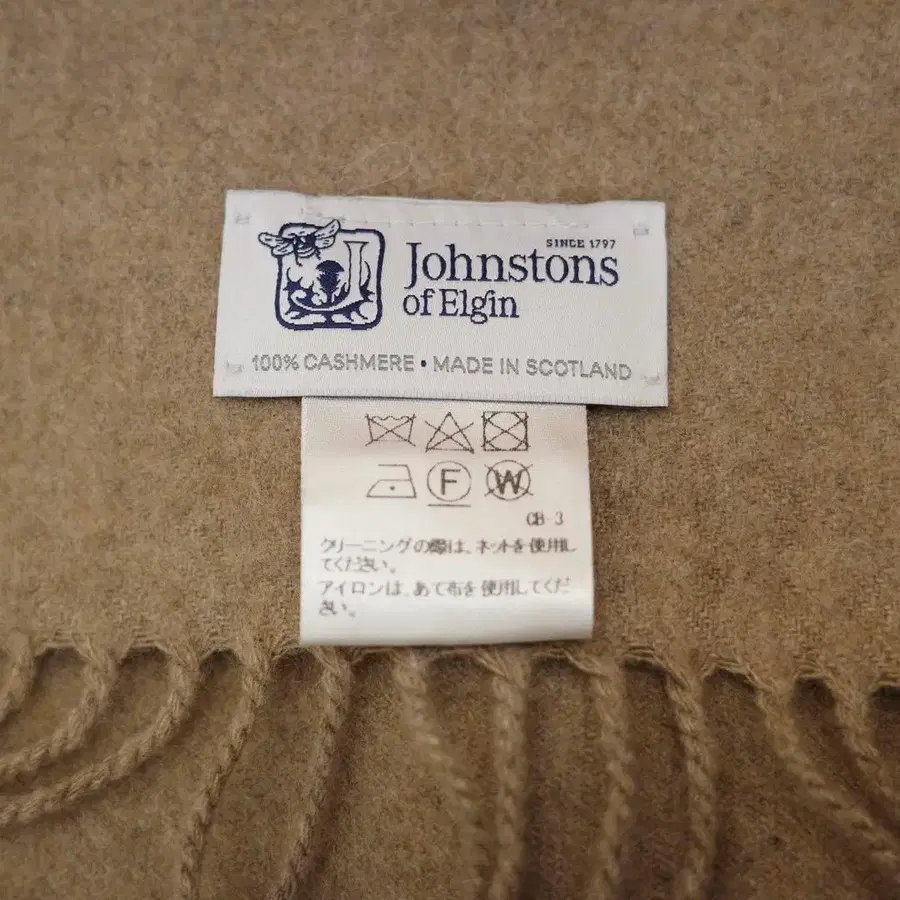 SINCE 1797
Johnstons
of Elgin
100% CASHMERE • MADE IN SCOTLAND
F W
CB-3
クリーニングの際は、ネットを使用し
てください。
アイロンは、あて布を使用してくだ
さい。